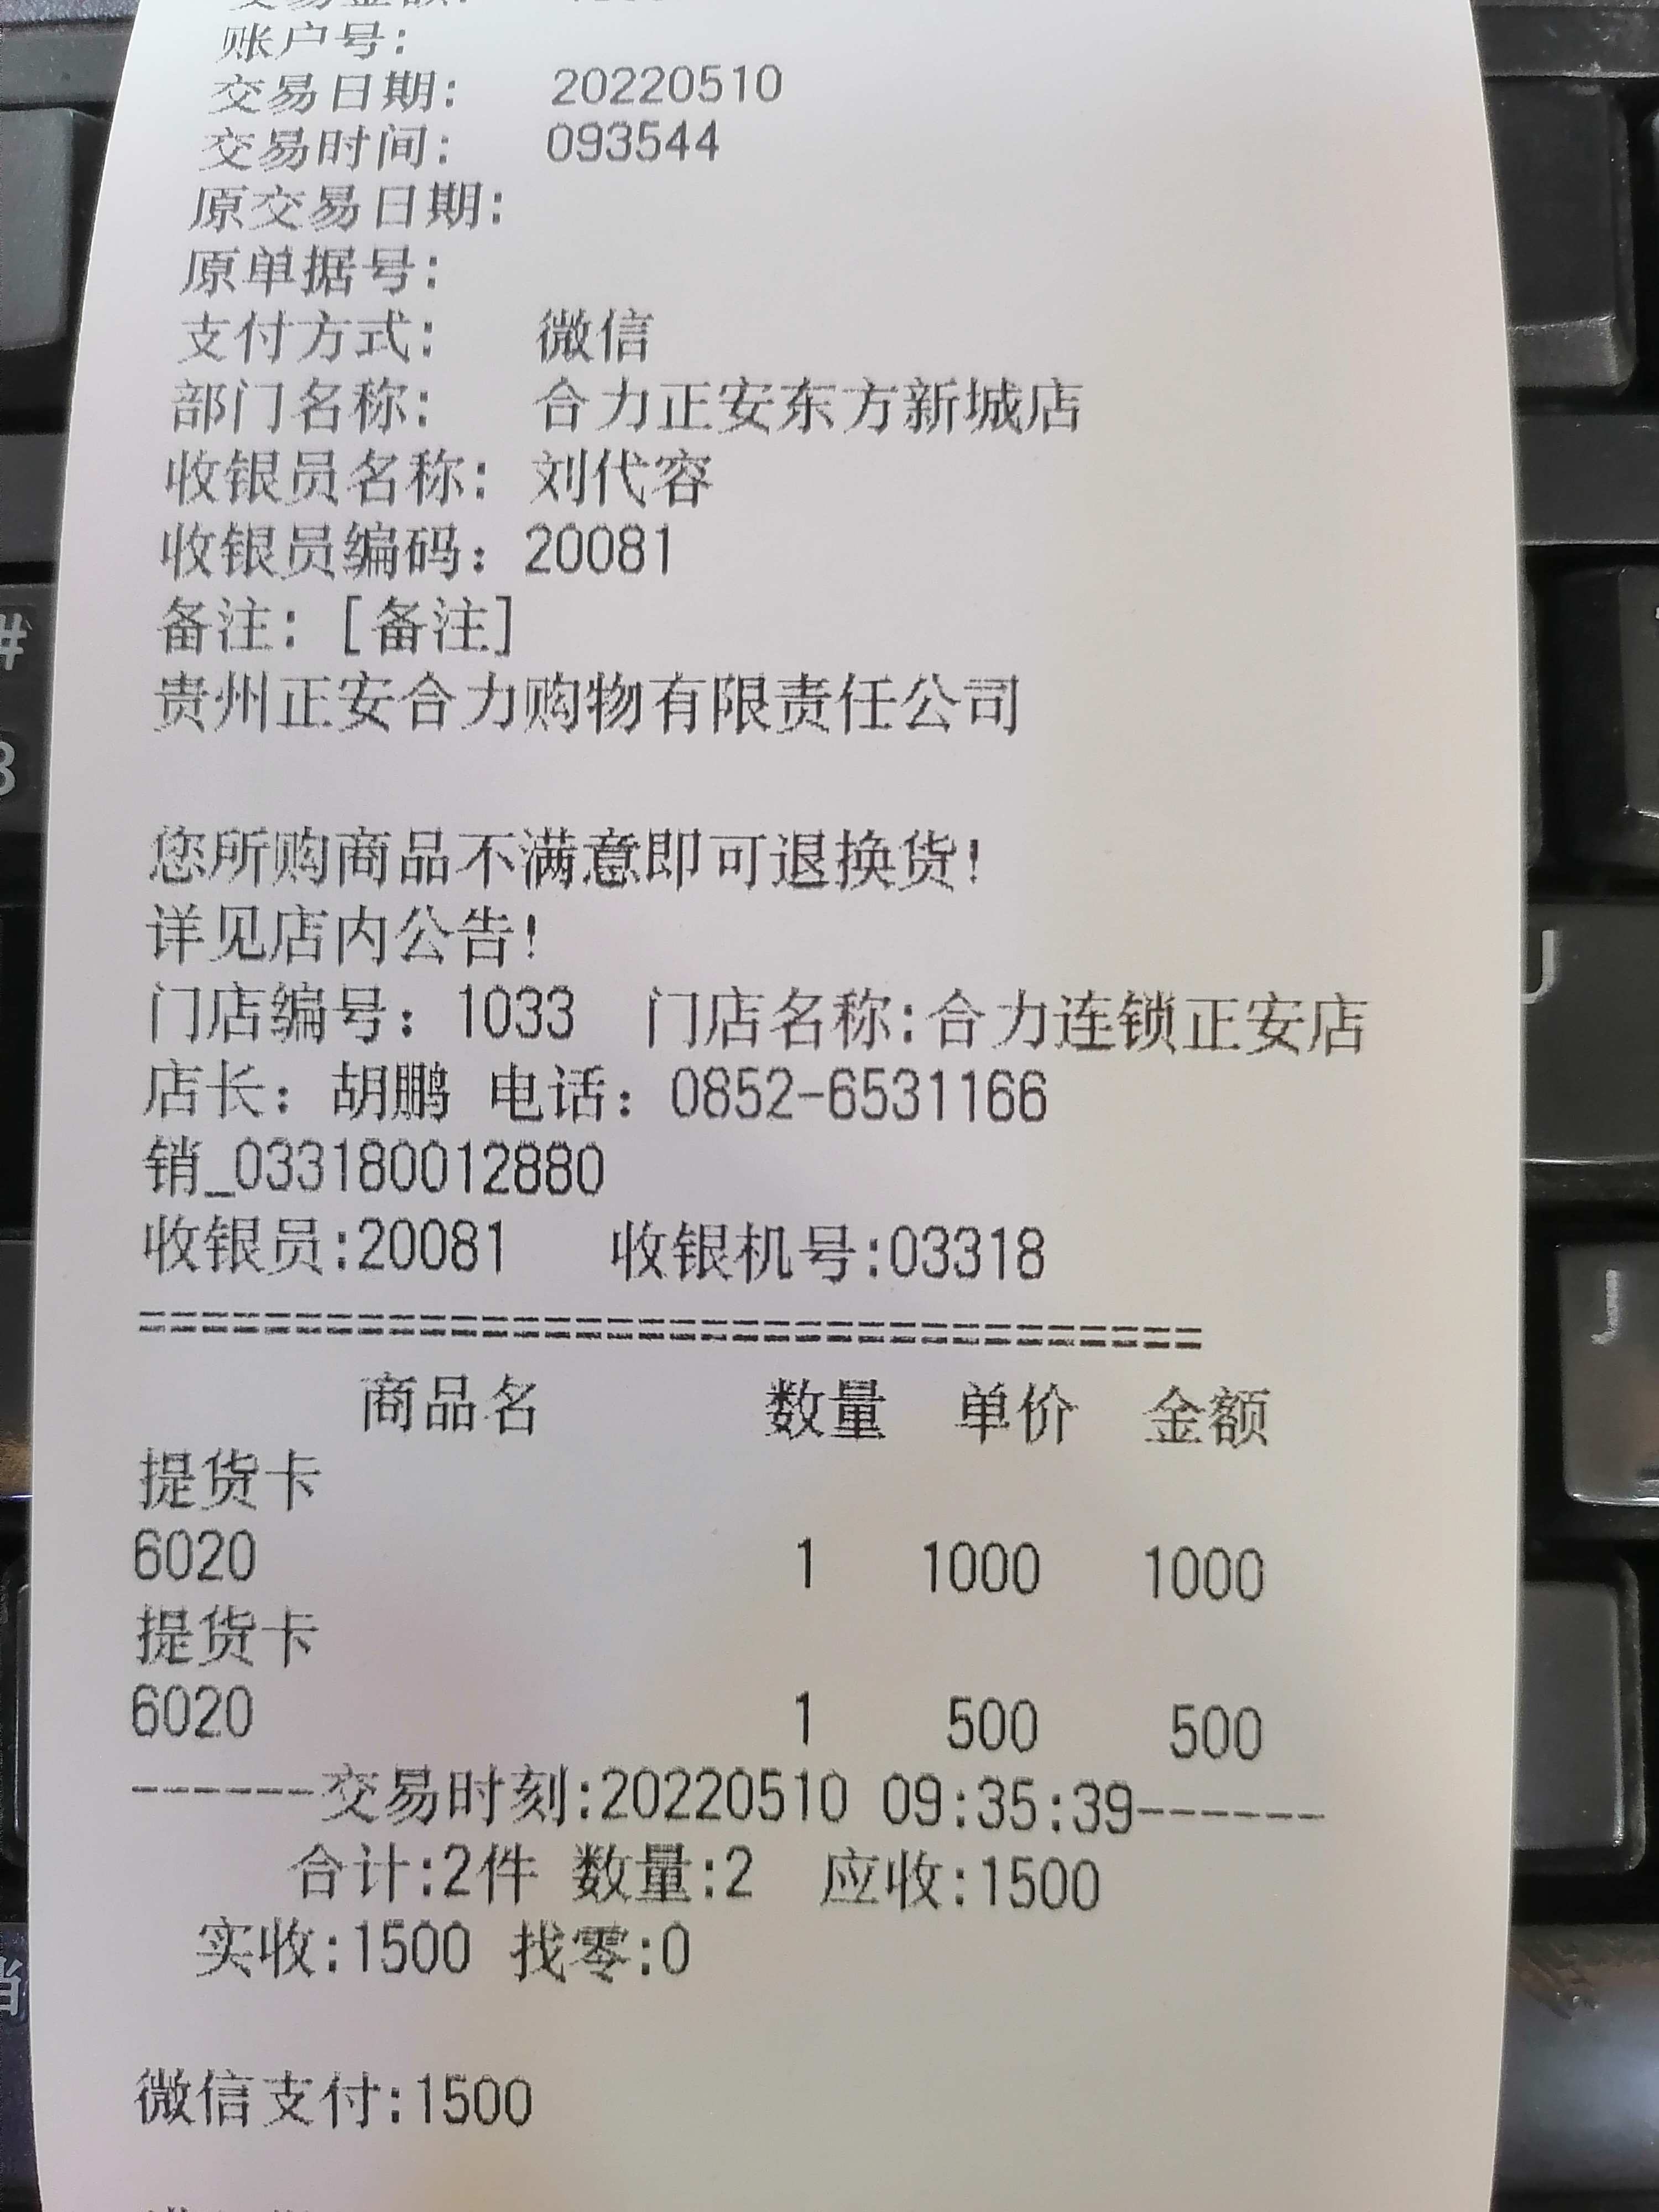 账户号:
交易日期: 20220510
交易时间: 093544
原交易日期:
原单据号:
支付方式: 微信
部门名称: 合力正安东方新城店
收银员名称: 刘代容
收银员编码: 20081
备注: [备注]
贵州正安合力购物有限责任公司
您所购商品不满意即可退换货!
详见店内公告!
门店编号: 1033 门店名称:合力连锁正安店
店长: 胡鹏 电话: 0852-6531166
销_033180012880
收银员:20081 收银机号:03318
==================================
商品名 数量 单价 金额
提货卡
6020 1 1000 1000
提货卡
6020 1 500 500
------交易时刻:20220510 09:35:39------
合计:2件 数量:2 应收:1500
实收:1500 找零:0
微信支付:1500